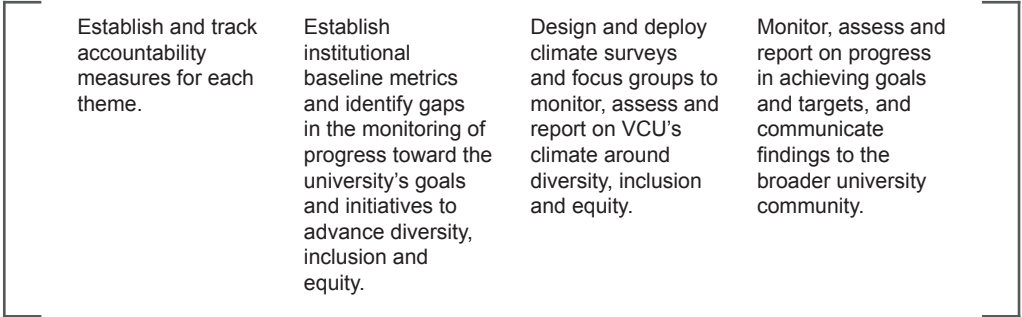 Establish and track
accountability
measures for each
theme.
Establish
institutional
baseline metrics
and identify gaps
in the monitoring of
progress toward the
university’s goals
and initiatives to
advance diversity,
inclusion and
equity.
Design and deploy
climate surveys
and focus groups to
monitor, assess and
report on VCU’s
climate around
diversity, inclusion
and equity.
Monitor, assess and
report on progress
in achieving goals
and targets, and
communicate
findings to the
broader university
community.